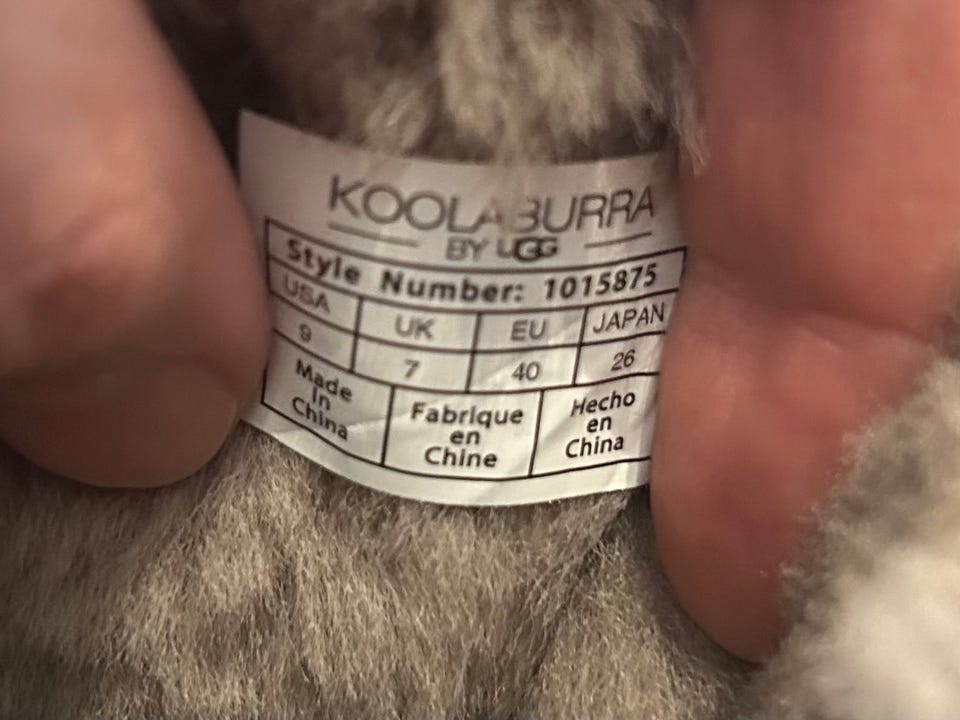 KOOLABURRA
BY UGG
Style Number: 1015875
USA UK EU JAPAN
9 7 40 26
Made in China
Fabrique en Chine
Hecho en China